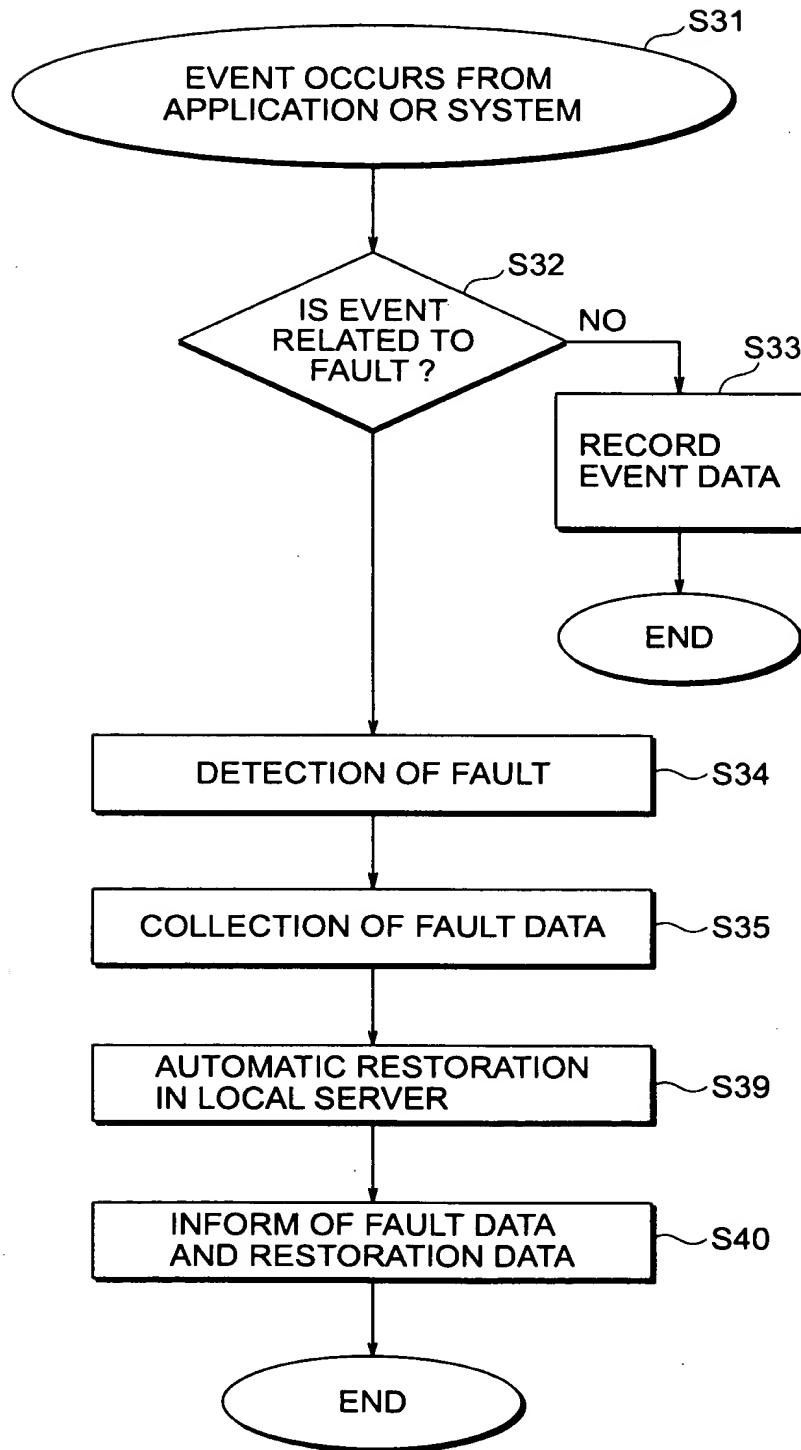 S31
EVENT OCCURS FROM
APPLICATION OR SYSTEM
S32
IS EVENT
RELATED TO
FAULT ?
NO
S33
RECORD
EVENT DATA
END
DETECTION OF FAULT
S34
COLLECTION OF FAULT DATA
S35
AUTOMATIC RESTORATION
IN LOCAL SERVER
S39
INFORM OF FAULT DATA
AND RESTORATION DATA
S40
END